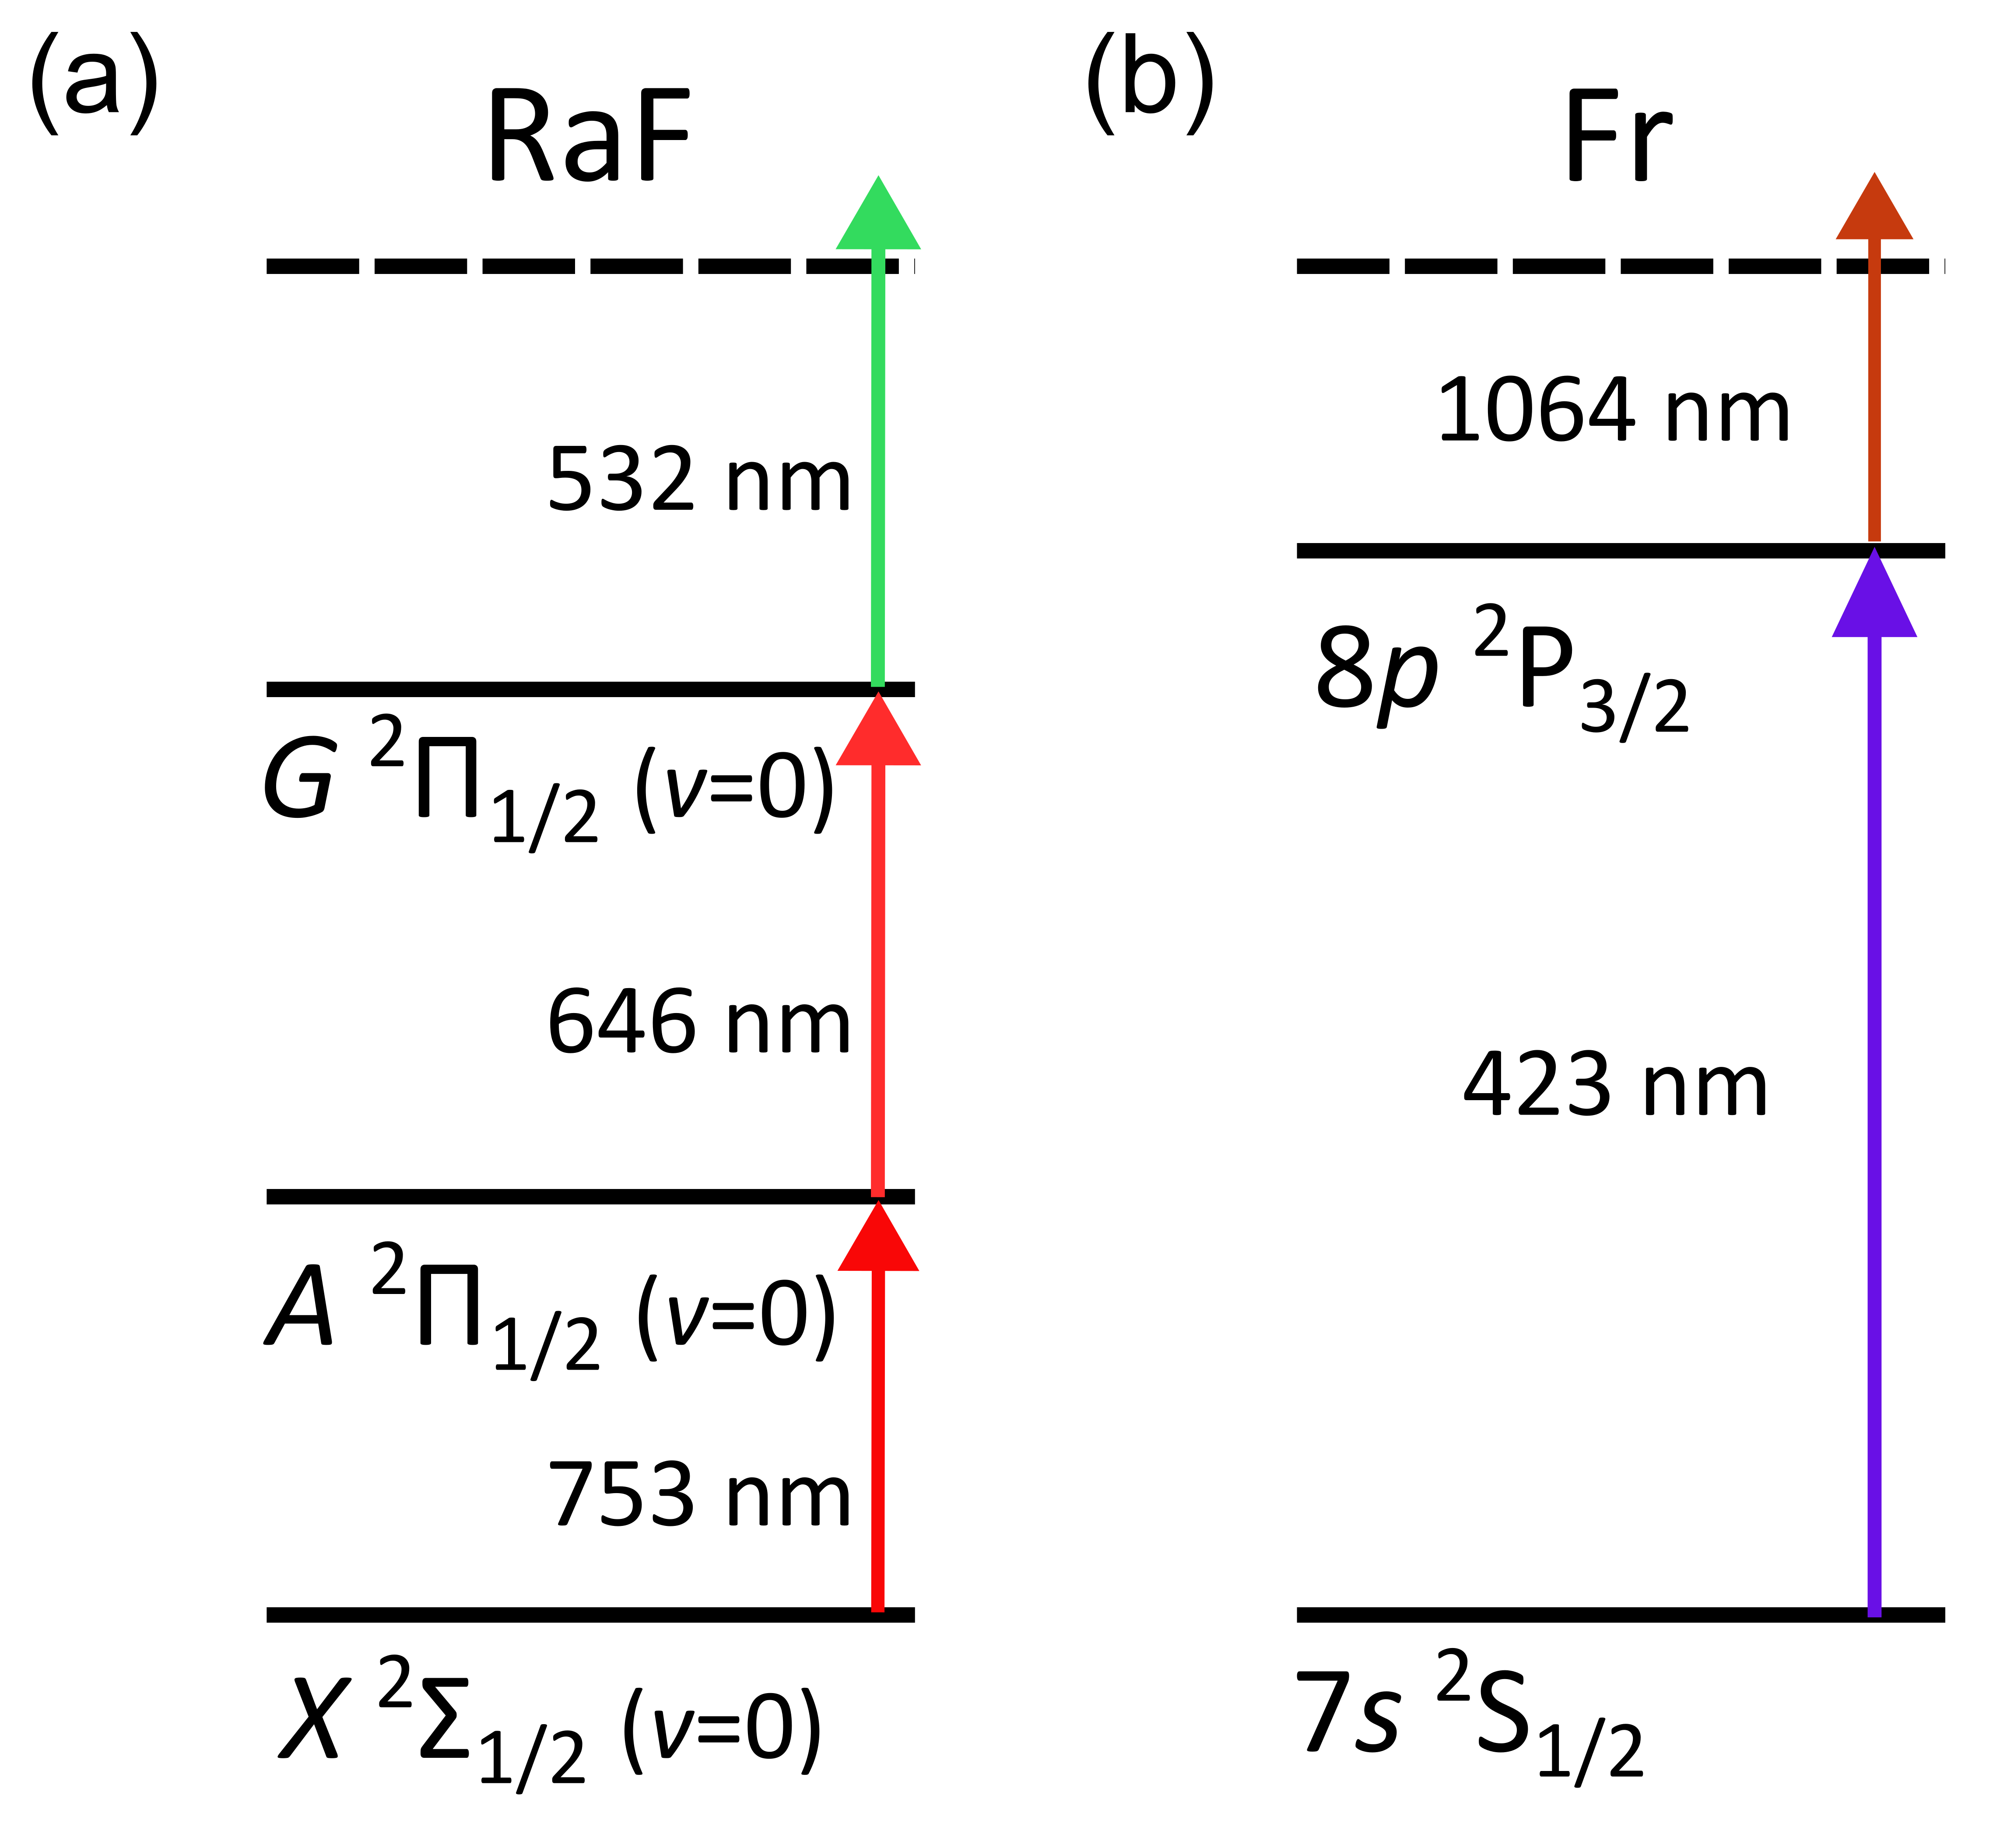 (a)
RaF
532 nm
G ²Π₁/₂ (v=0)
646 nm
A ²Π₁/₂ (v=0)
753 nm
X ²Σ₁/₂ (v=0)
(b)
Fr
1064 nm
8p ²P₃/₂
423 nm
7s ²S₁/₂